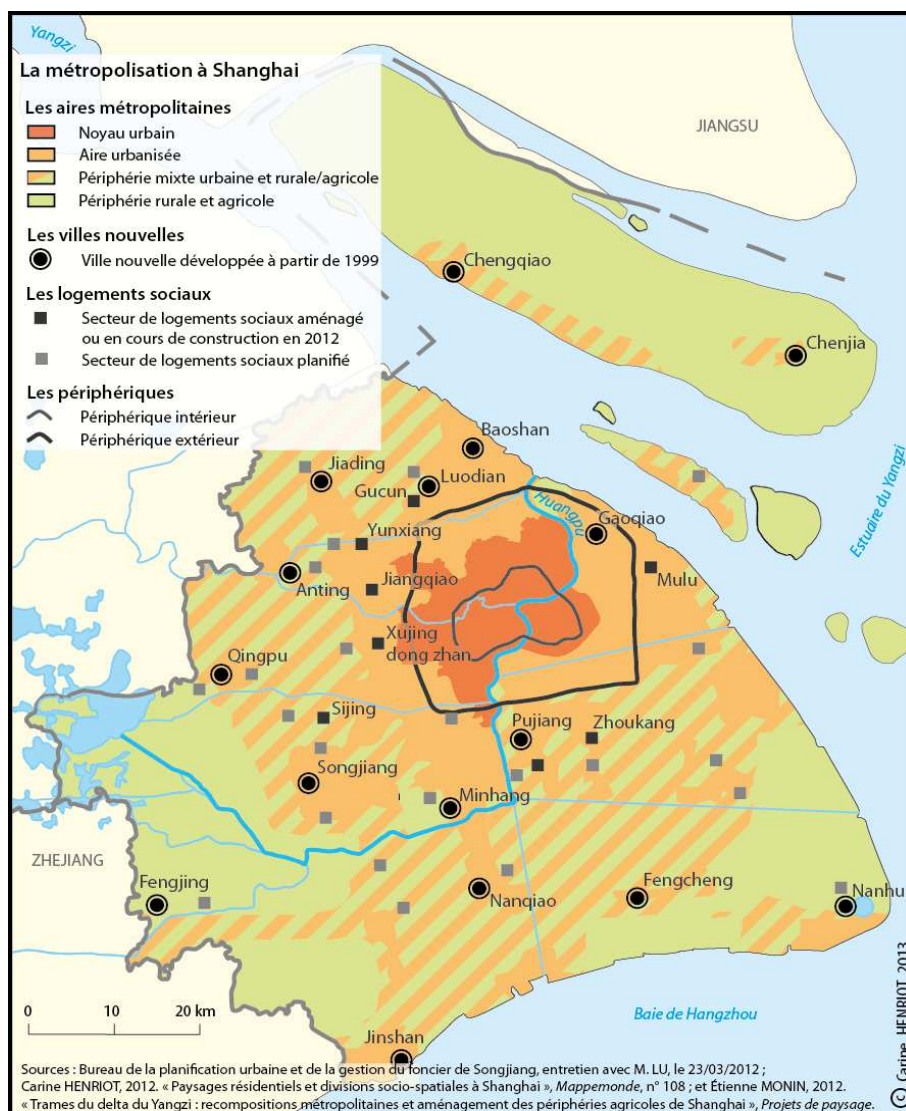 Yangzi
La métropolisation à Shanghai
Les aires métropolitaines
Noyau urbain
Aire urbanisée
Périphérie mixte urbaine et rurale/agricole
Périphérie rurale et agricole
Les villes nouvelles
Ville nouvelle développée à partir de 1999
Les logements sociaux
Secteur de logements sociaux aménagé
ou en cours de construction en 2012
Secteur de logements sociaux planifié
Les périphériques
Périphérique intérieur
Périphérique extérieur
JIANGSU
Chengqiao
Chenjia
Baoshan
Jiading
Luodian
Gucun
Huangpu
Gaoqiao
Estuaire du Yangzi
Yunxiang
Anting
Jiangqiao
Mulu
Xujing
dong zhan
Qingpu
Sijing
Pujiang
Zhoukang
Songjiang
Minhang
ZHEJIANG
Fengjing
Nanqiao
Fengcheng
Nanhu
0 10 20 km
Baie de Hangzhou
Jinshan
© Carine HENRIOT, 2013
Sources : Bureau de la planification urbaine et de la gestion du foncier de Songjiang, entretien avec M. LU, le 23/03/2012 ;
Carine HENRIOT, 2012. « Paysages résidentiels et divisions socio-spatiales à Shanghai », Mappemonde, n° 108 ; et Étienne MONIN, 2012.
« Trames du delta du Yangzi : recompositions métropolitaines et aménagement des périphéries agricoles de Shanghai », Projets de paysage.